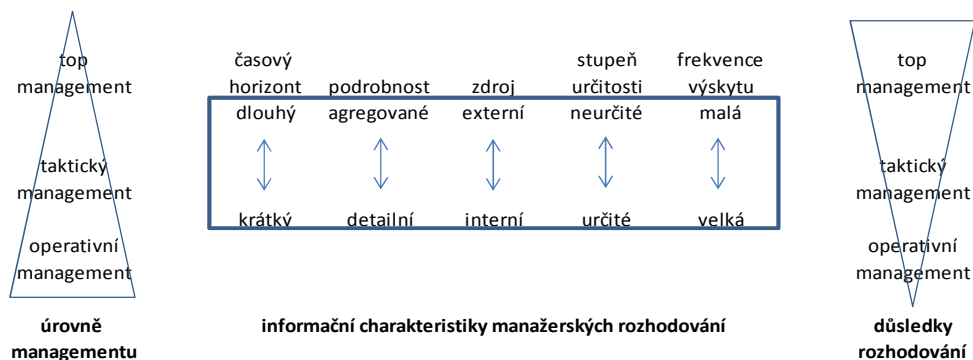 top
management
taktický
management
operativní
management
úrovně
managementu
časový
horizont
podrobnost
zdroj
stupeň
určitosti
frekvence
výskytu
dlouhý
agregované
externí
neurčité
malá
krátký
detailní
interní
určité
velká
informační charakteristiky manažerských rozhodování
top
management
taktický
management
operativní
management
důsledky
rozhodování